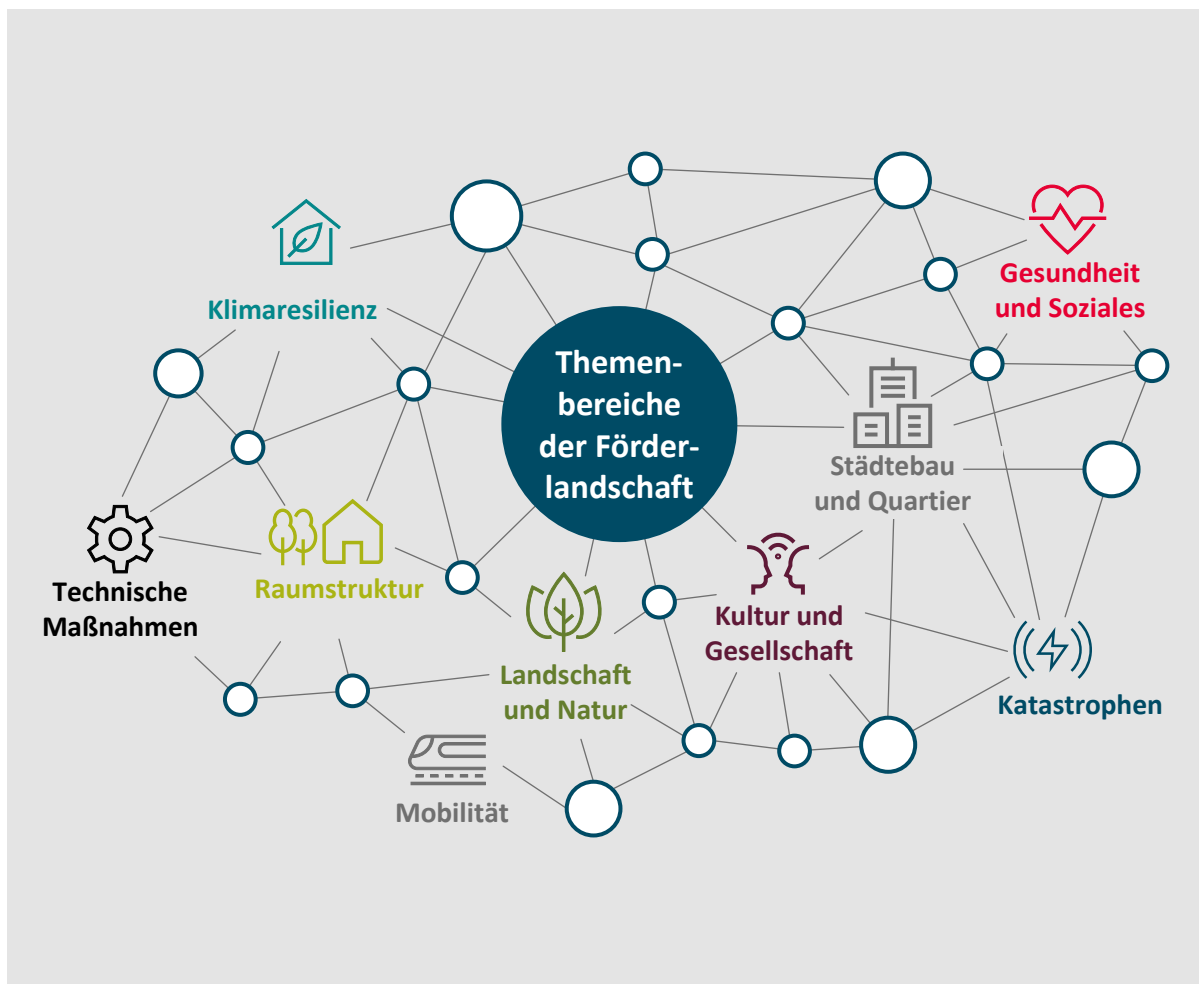 Gesundheit
und Soziales
Klimaresilienz
Themen-
bereiche
der Förder-
landschaft
Städtebau
und Quartier
Technische
Maßnahmen
Raumstruktur
Kultur und
Gesellschaft
Landschaft
und Natur
Katastrophen
Mobilität